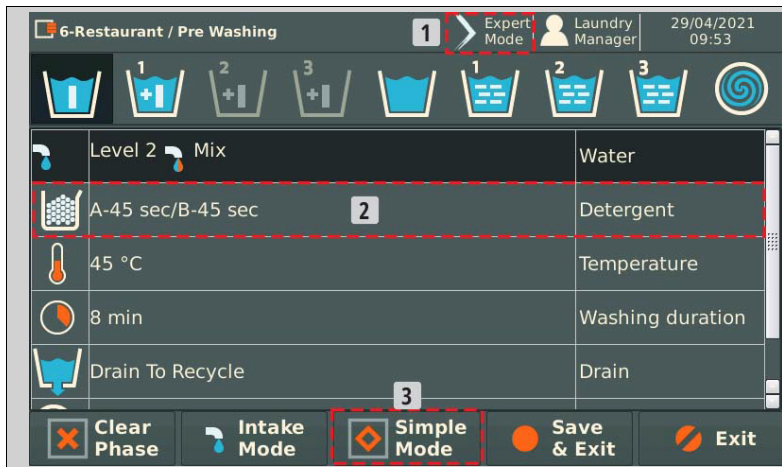 6-Restaurant / Pre Washing
1
Expert
Mode
Laundry
Manager
29/04/2021
09:53
1
2
3
1
2
3
Level 2 Mix
Water
A-45 sec/B-45 sec
2
Detergent
45 °C
Temperature
8 min
Washing duration
Drain To Recycle
Drain
3
Clear
Phase
Intake
Mode
Simple
Mode
Save
& Exit
Exit